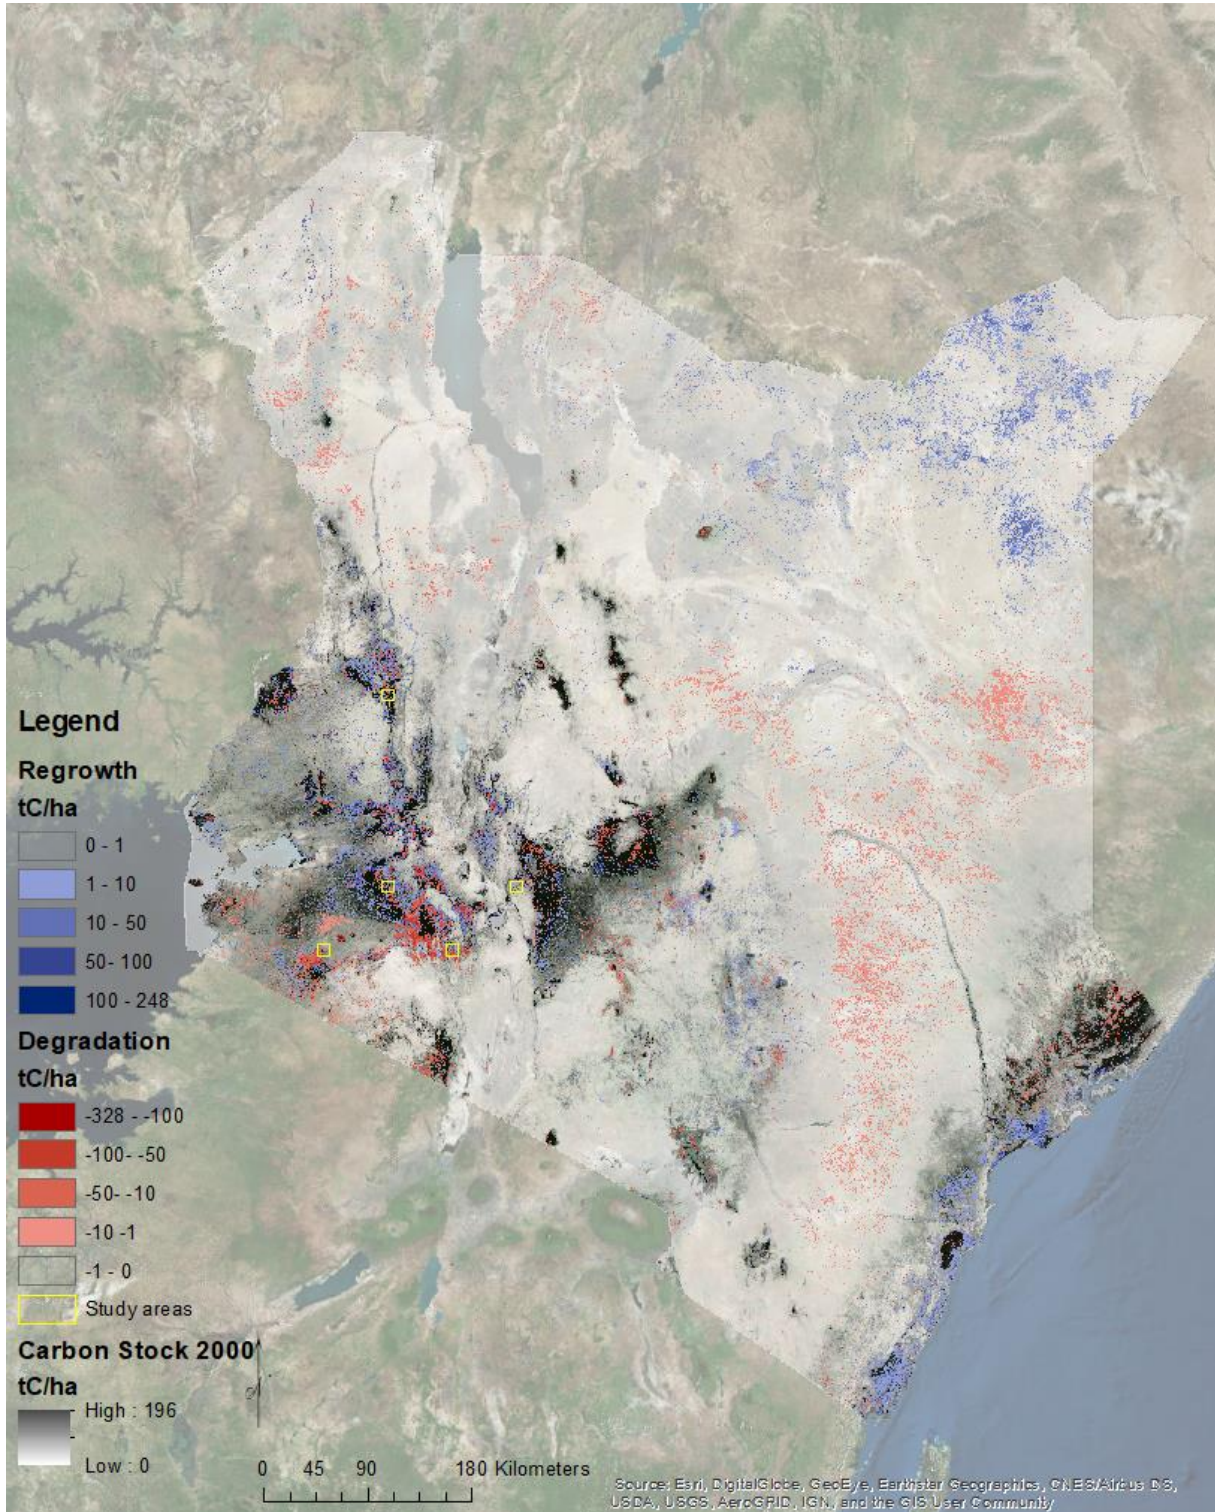 Legend
Regrowth
tC/ha
0 - 1
1 - 10
10 - 50
50- 100
100 - 248
Degradation
tC/ha
-328 - -100
-100- -50
-50- -10
-10 -1
-1 - 0
Study areas
Carbon Stock 2000
tC/ha
High : 196
Low : 0
0 45 90 180 Kilometers
Source: Esri, DigitalGlobe, GeoEye, Earthstar Geographics, CNES/Airbus DS,
USDA, USGS, AeroGRID, IGN, and the GIS User Community